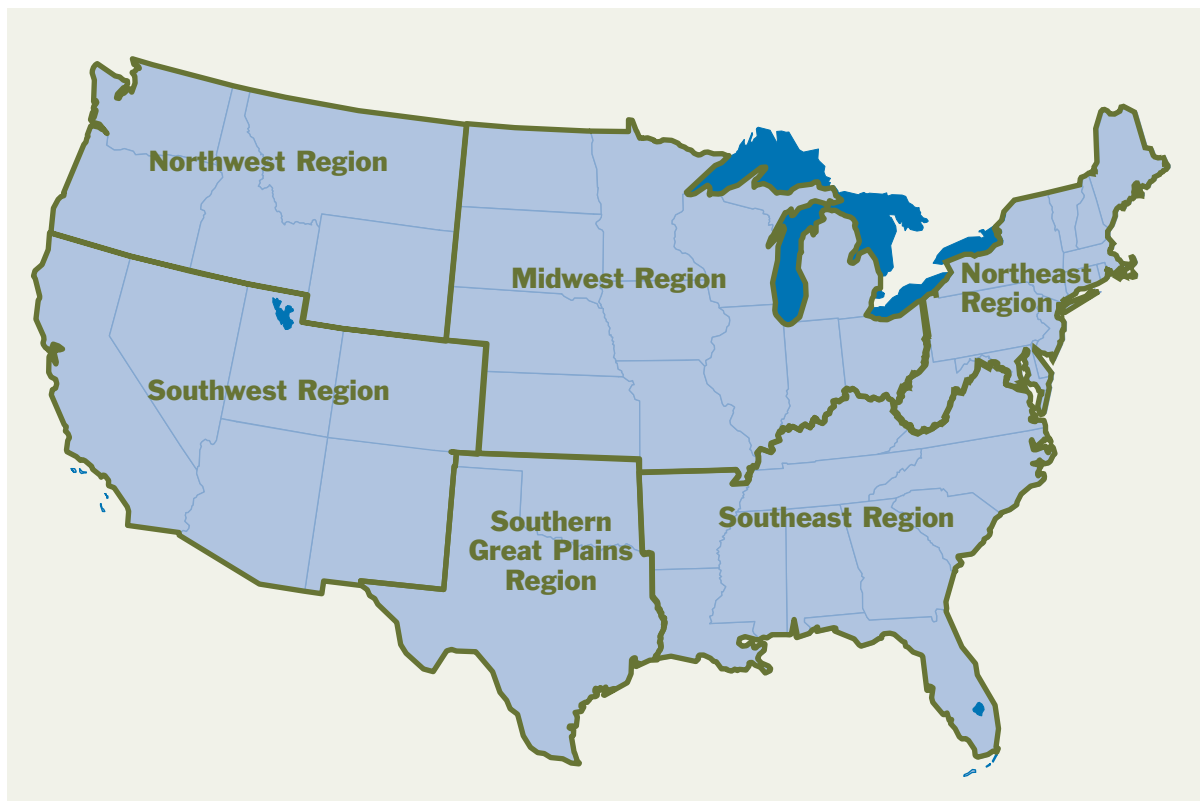 Northwest Region
Midwest Region
Northeast
Region
Southwest Region
Southern
Great Plains
Region
Southeast Region